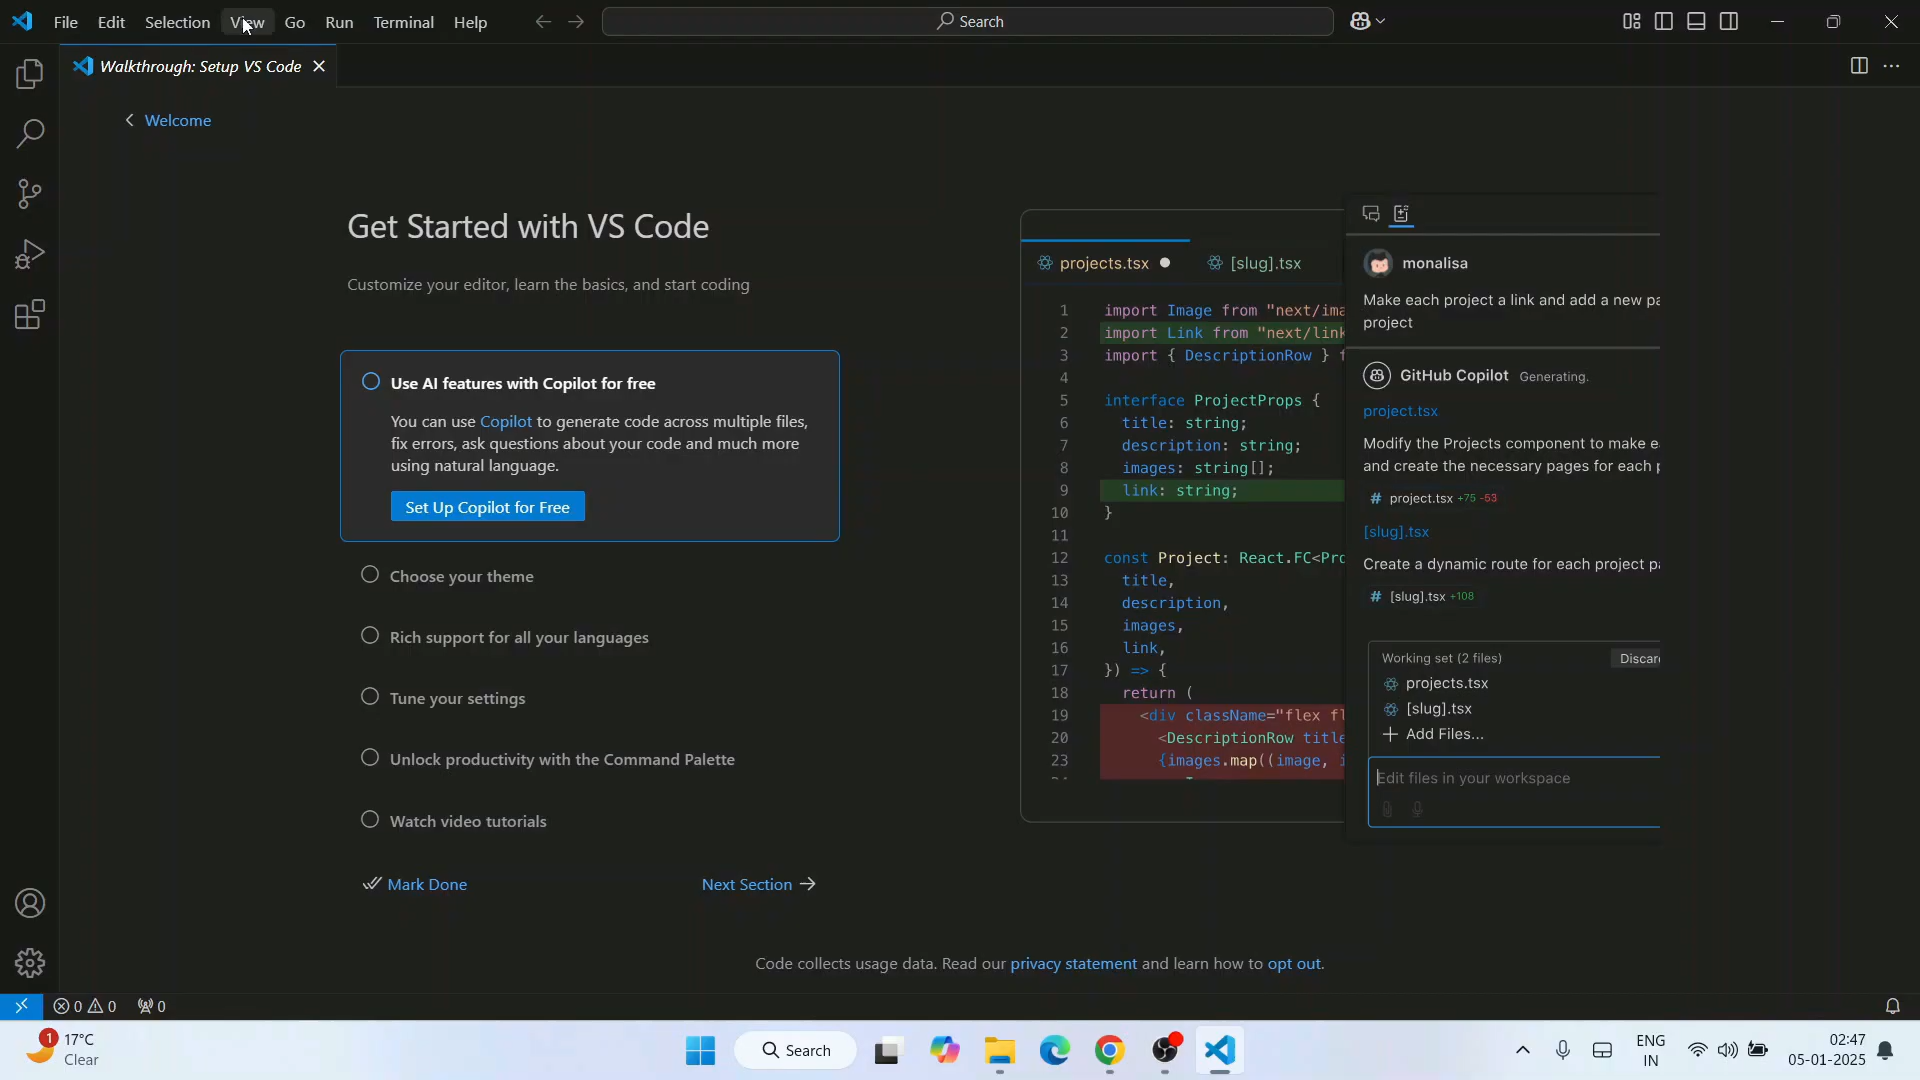 File Edit Selection View Go Run Terminal Help
Search
Walkthrough: Setup VS Code
Welcome
Get Started with VS Code
Customize your editor, learn the basics, and start coding
Use AI features with Copilot for free
You can use Copilot to generate code across multiple files,
fix errors, ask questions about your code and much more
using natural language.
Set Up Copilot for Free
Choose your theme
Rich support for all your languages
Tune your settings
Unlock productivity with the Command Palette
Watch video tutorials
Mark Done
Next Section
projects.tsx
[slug].tsx
1 import Image from "next/ima
2 import Link from "next/link
3 import { DescriptionRow } f
4
5 interface ProjectProps {
6 title: string;
7 description: string;
8 images: string[];
9 link: string;
10 }
11
12 const Project: React.FC<Pro
13 title,
14 description,
15 images,
16 link,
17 }) => {
18 return (
19 <div className="flex fl
20 <DescriptionRow title
23 {images.map((image, i
monalisa
Make each project a link and add a new pa
project
GitHub Copilot Generating.
project.tsx
Modify the Projects component to make ea
and create the necessary pages for each p
# project.tsx +75 -53
[slug].tsx
Create a dynamic route for each project pa
# [slug].tsx +108
Working set (2 files)
Discard
projects.tsx
[slug].tsx
Add Files...
Edit files in your workspace
Code collects usage data. Read our privacy statement and learn how to opt out.
0 0 0
1
17°C
Clear
Search
ENG
IN
02:47
05-01-2025